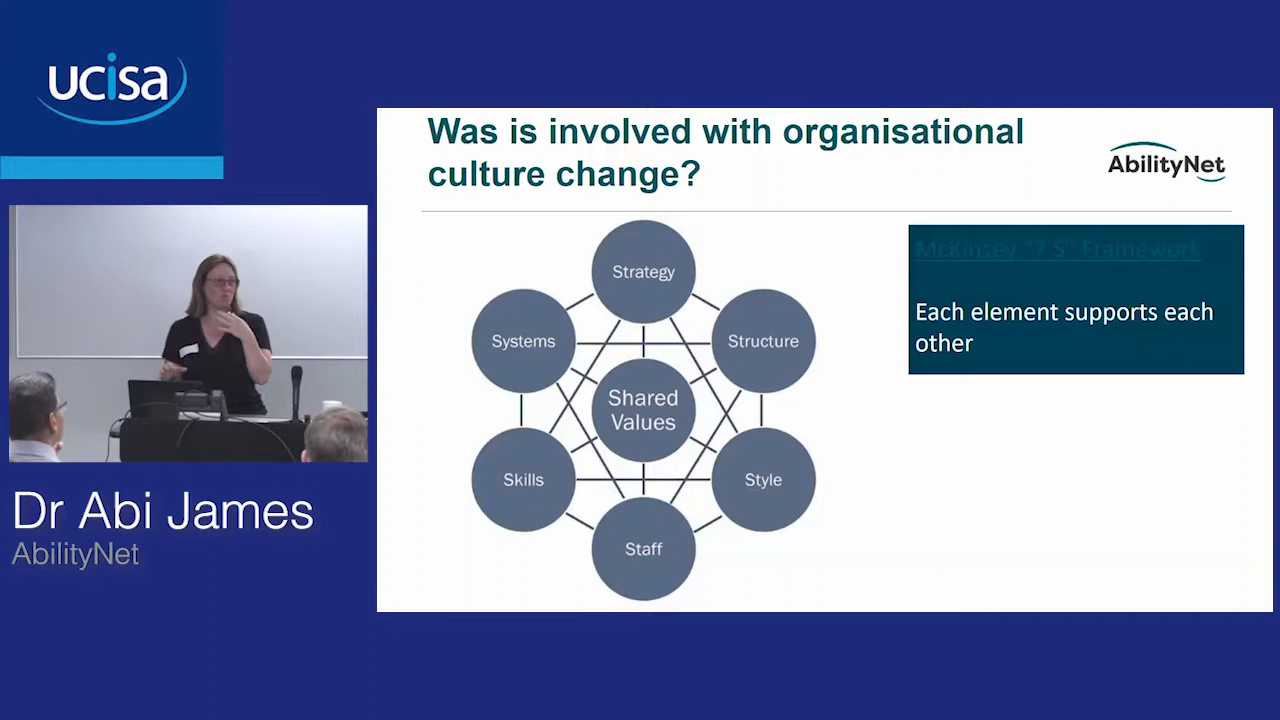 ucisa
Was is involved with organisational
culture change?
AbilityNet
McKinsey "7 S" Framework
Each element supports each
other
Strategy
Systems
Structure
Shared
Values
Skills
Style
Staff
Dr Abi James
AbilityNet